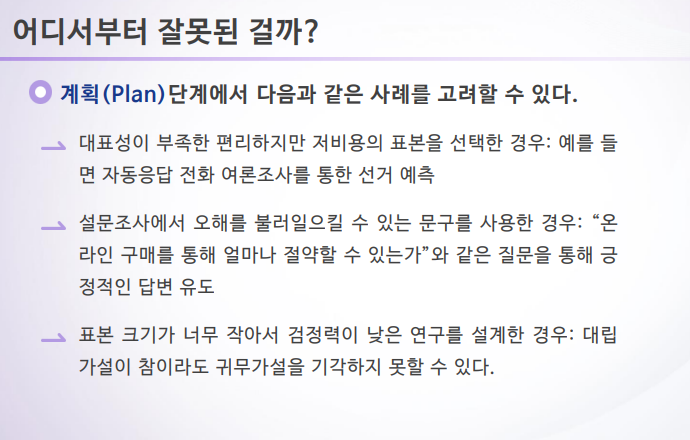 어디서부터 잘못된 걸까?
계획(Plan)단계에서 다음과 같은 사례를 고려할 수 있다.
대표성이 부족한 편리하지만 저비용의 표본을 선택한 경우: 예를 들
면 자동응답 전화 여론조사를 통한 선거 예측
설문조사에서 오해를 불러일으킬 수 있는 문구를 사용한 경우: “온
라인 구매를 통해 얼마나 절약할 수 있는가”와 같은 질문을 통해 긍
정적인 답변 유도
표본 크기가 너무 작아서 검정력이 낮은 연구를 설계한 경우: 대립
가설이 참이라도 귀무가설을 기각하지 못할 수 있다.